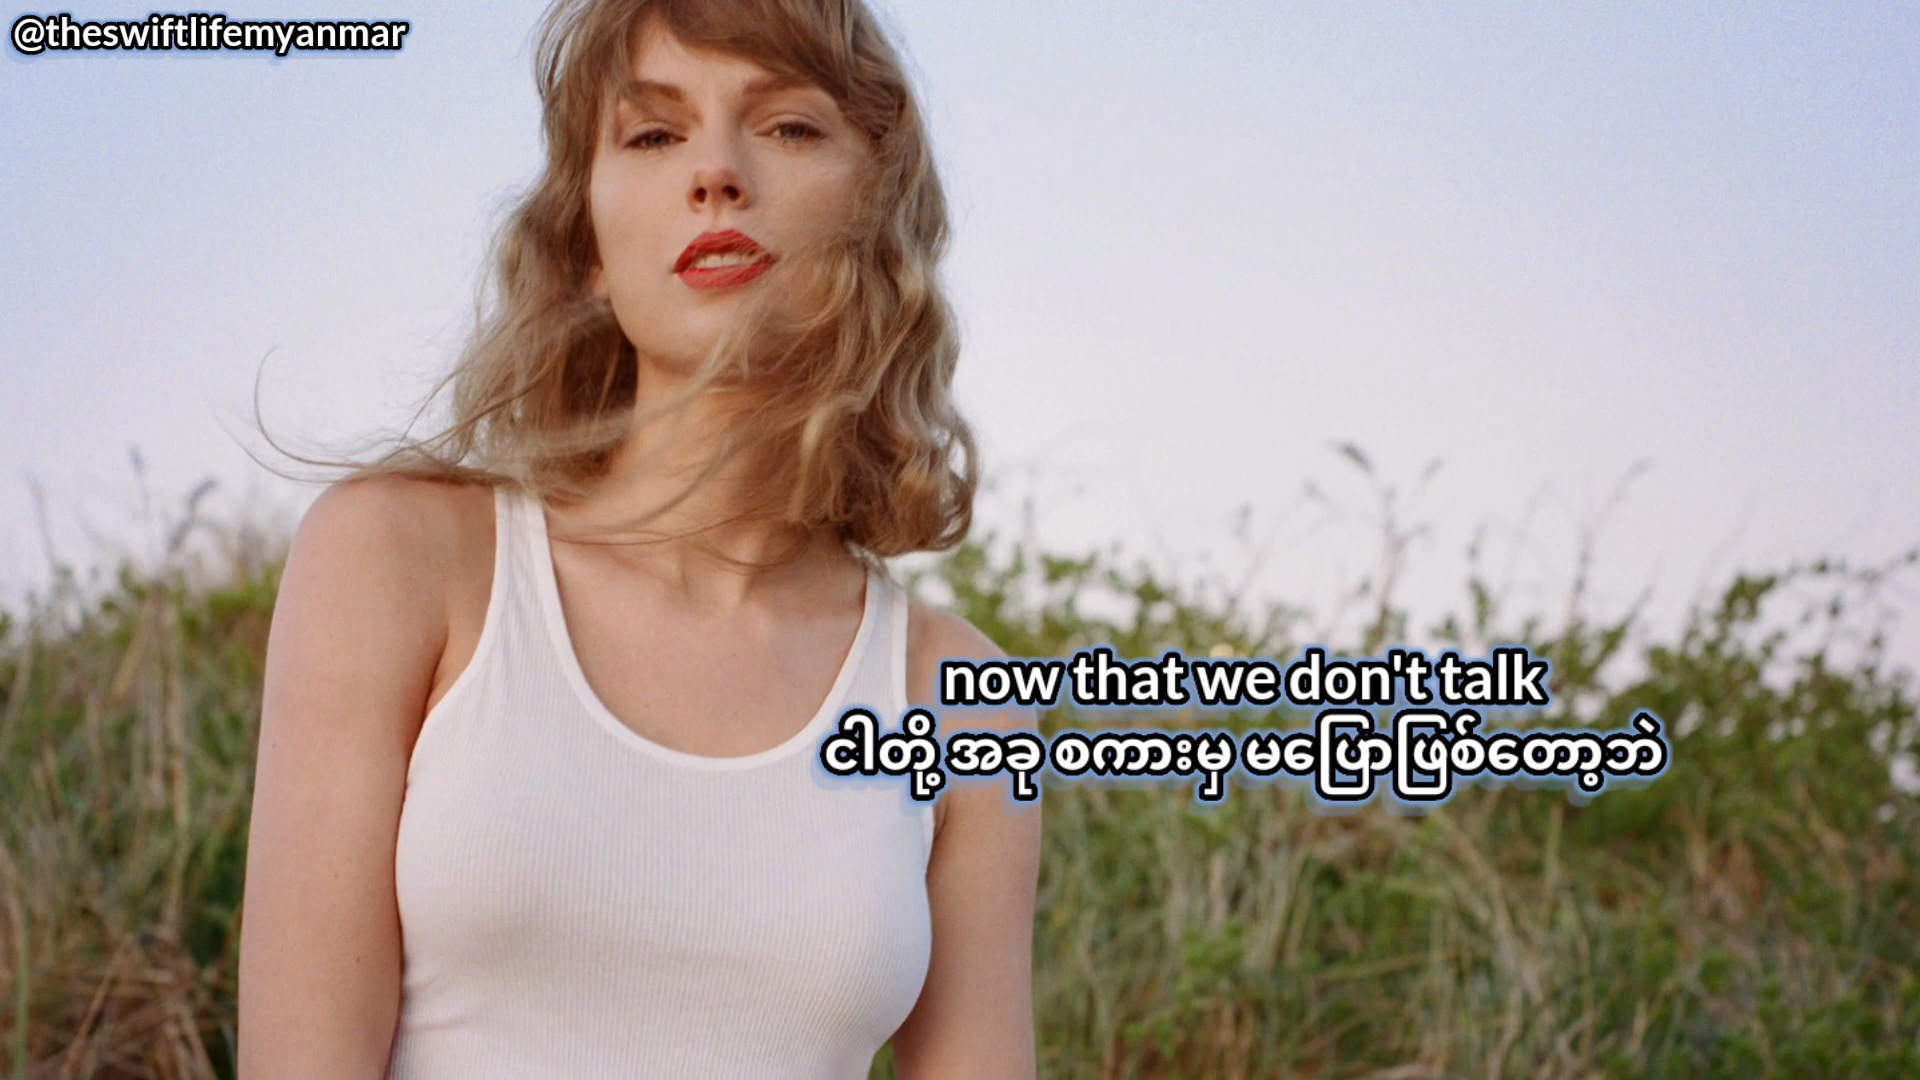 @theswiftlifemyanmar
now that we don't talk
ငါတို့ အခု စကားမှ မပြောဖြစ်တော့ဘဲ